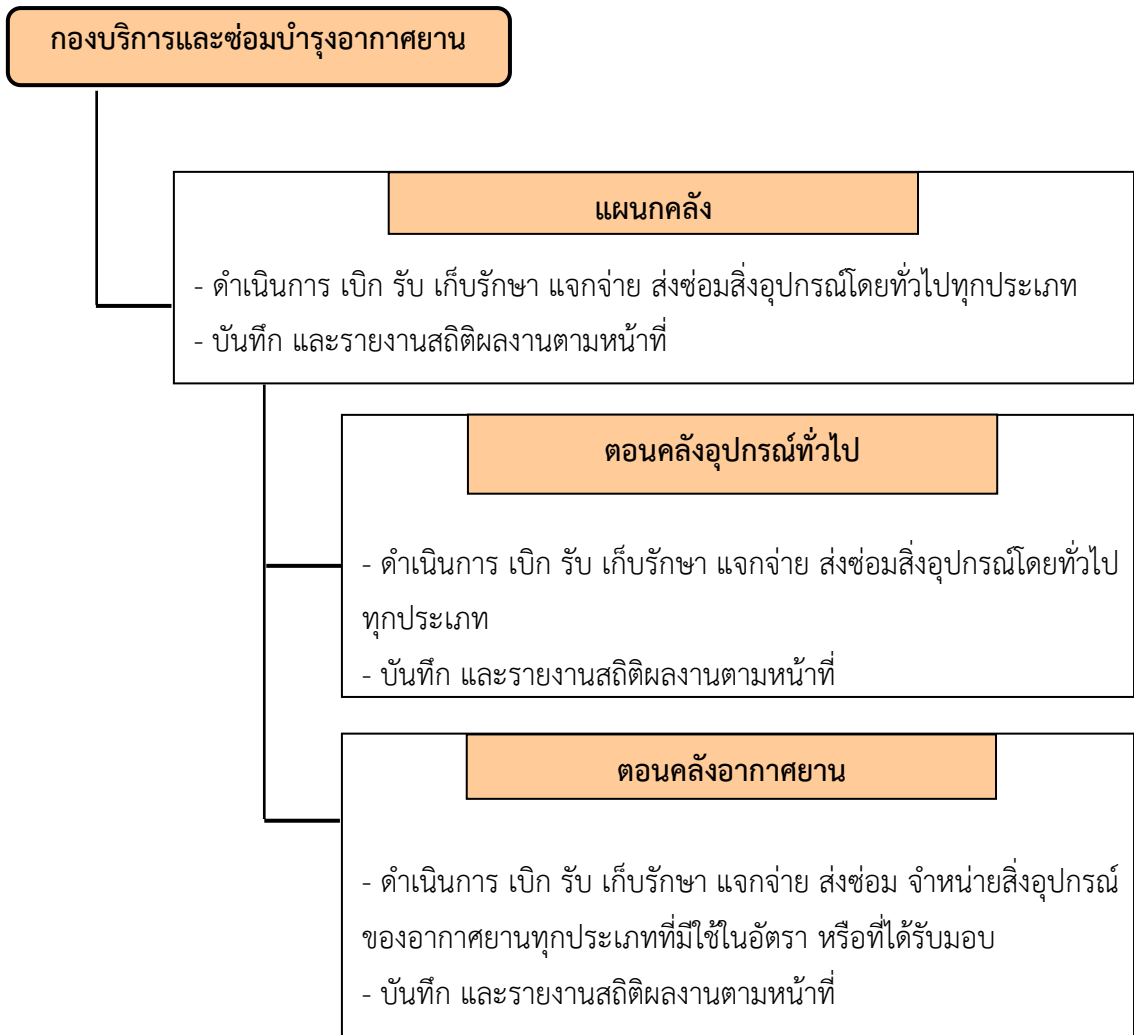 กองบริการและซ่อมบำรุงอากาศยาน
แผนกคลัง
- ดำเนินการ เบิก รับ เก็บรักษา แจกจ่าย ส่งซ่อมสิ่งอุปกรณ์โดยทั่วไปทุกประเภท
- บันทึก และรายงานสถิติผลงานตามหน้าที่
ตอนคลังอุปกรณ์ทั่วไป
- ดำเนินการ เบิก รับ เก็บรักษา แจกจ่าย ส่งซ่อมสิ่งอุปกรณ์โดยทั่วไป
ทุกประเภท
- บันทึก และรายงานสถิติผลงานตามหน้าที่
ตอนคลังอากาศยาน
- ดำเนินการ เบิก รับ เก็บรักษา แจกจ่าย ส่งซ่อม จำหน่ายสิ่งอุปกรณ์
ของอากาศยานทุกประเภทที่มีใช้ในอัตรา หรือที่ได้รับมอบ
- บันทึก และรายงานสถิติผลงานตามหน้าที่